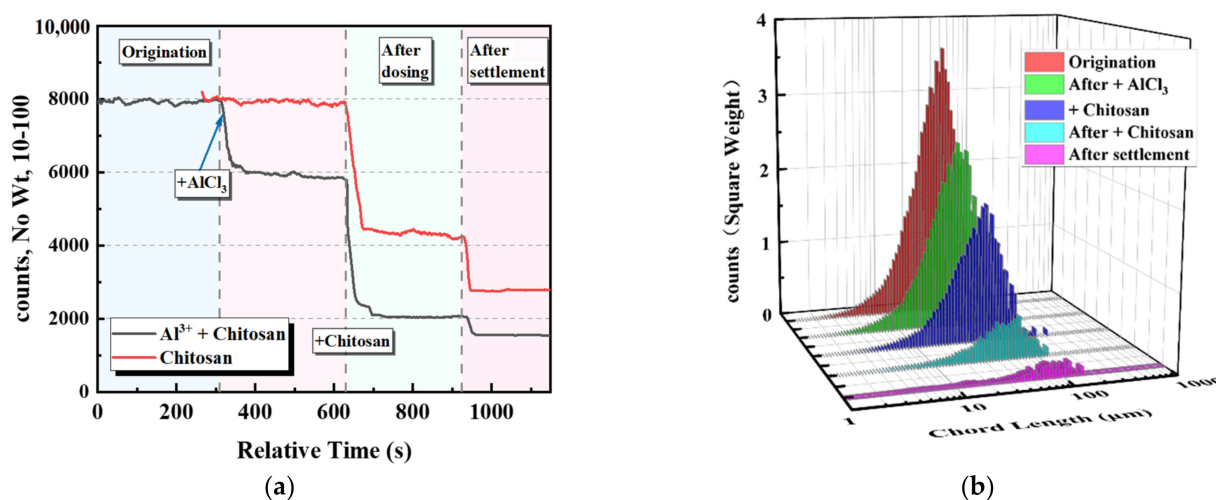 10,000
8000
6000
4000
2000
0
counts, No Wt, 10-100
Origination
After
dosing
After
settlement
+AlCl₃
+Chitosan
Al³⁺ + Chitosan
Chitosan
0 200 400 600 800 1000
Relative Time (s)
(a)
4
3
2
1
0
counts (Square Weight)
Origination
After + AlCl₃
+ Chitosan
After + Chitosan
After settlement
1 10 100 1000
Chord Length (μm)
(b)